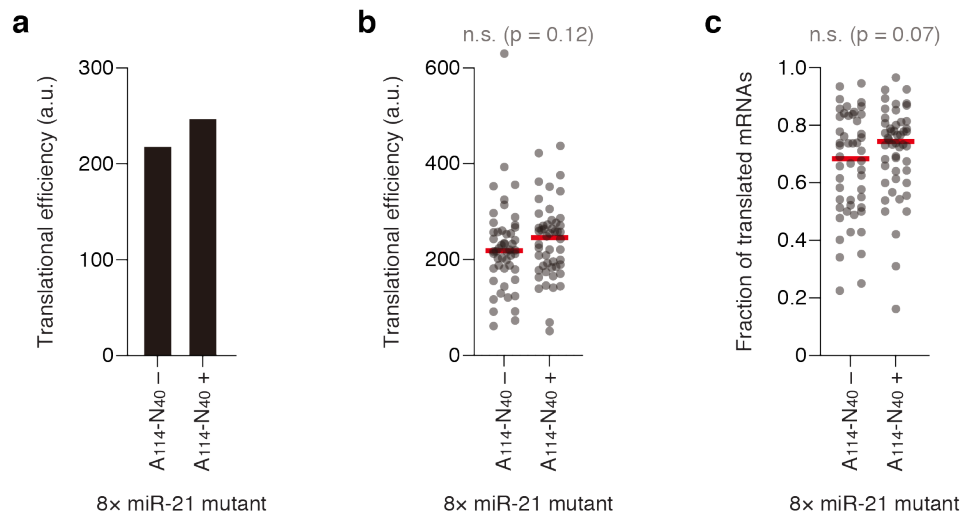 a
Translational efficiency (a.u.)
300
200
100
0
A114-N40 –
A114-N40 +
8× miR-21 mutant
b
n.s. (p = 0.12)
Translational efficiency (a.u.)
600
400
200
0
A114-N40 –
A114-N40 +
8× miR-21 mutant
c
n.s. (p = 0.07)
Fraction of translated mRNAs
1.0
0.8
0.6
0.4
0.2
0
A114-N40 –
A114-N40 +
8× miR-21 mutant